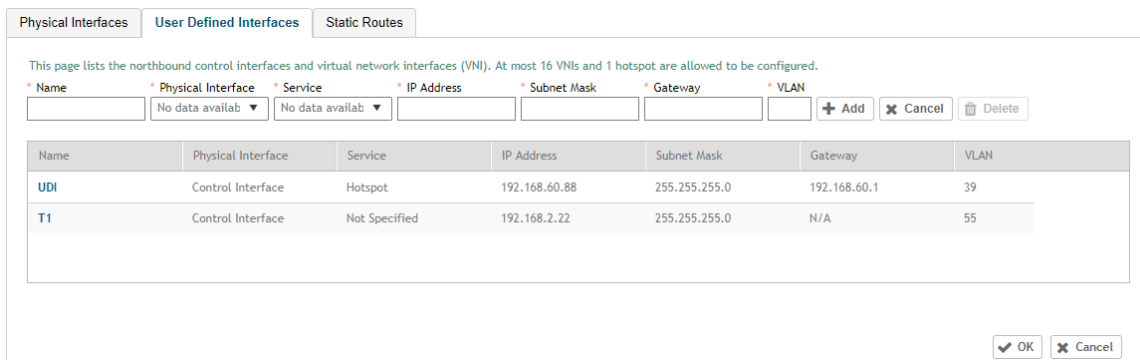 Physical Interfaces User Defined Interfaces Static Routes
This page lists the northbound control interfaces and virtual network interfaces (VNI). At most 16 VNIs and 1 hotspot are allowed to be configured.
* Name * Physical Interface * Service * IP Address * Subnet Mask * Gateway * VLAN
No data availab No data availab Add Cancel Delete
Name Physical Interface Service IP Address Subnet Mask Gateway VLAN
UDI Control Interface Hotspot 192.168.60.88 255.255.255.0 192.168.60.1 39
T1 Control Interface Not Specified 192.168.2.22 255.255.255.0 N/A 55
OK Cancel